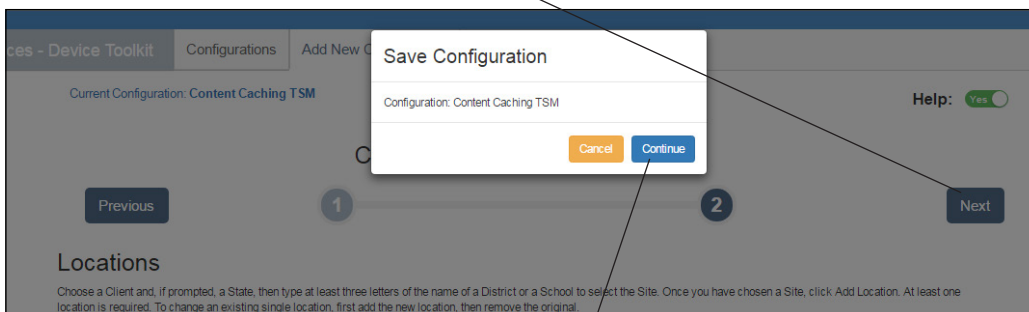 ces - Device Toolkit Configurations Add New C
Save Configuration
Current Configuration: Content Caching TSM
Configuration: Content Caching TSM
Help: Yes
Cancel Continue
C
Previous 1 2 Next
Locations
Choose a Client and, if prompted, a State, then type at least three letters of the name of a District or a School to select the Site. Once you have chosen a Site, click Add Location. At least one
location is required. To change an existing single location, first add the new location, then remove the original.